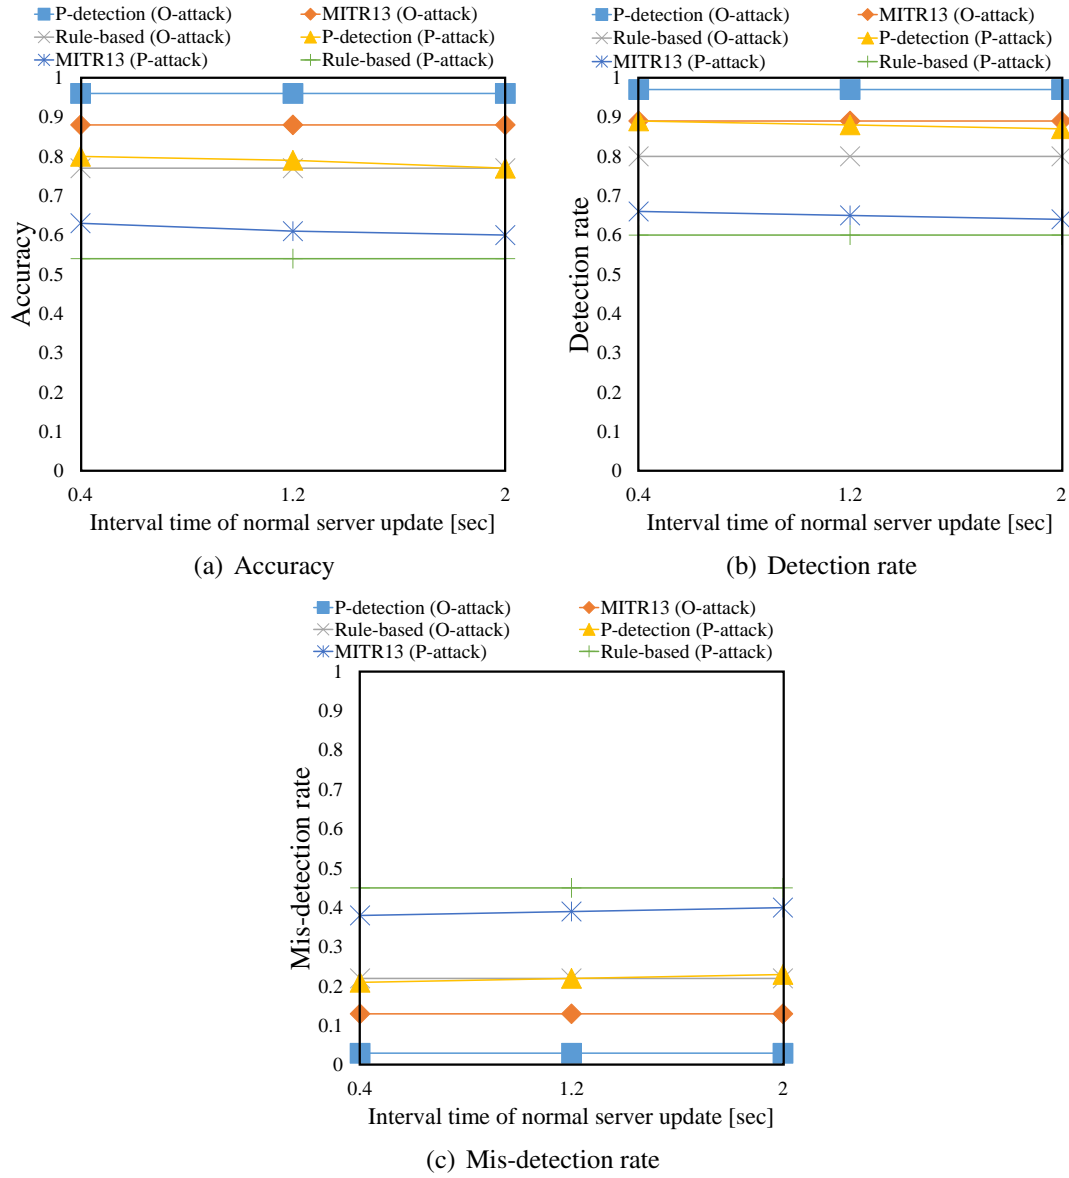 P-detection (O-attack) MITR13 (O-attack)
Rule-based (O-attack) P-detection (P-attack)
MITR13 (P-attack) Rule-based (P-attack)
1
0.9
0.8
0.7
0.6
0.5
0.4
0.3
0.2
0.1
0
Accuracy
0.4 1.2 2
Interval time of normal server update [sec]
(a) Accuracy
P-detection (O-attack) MITR13 (O-attack)
Rule-based (O-attack) P-detection (P-attack)
MITR13 (P-attack) Rule-based (P-attack)
1
0.9
0.8
0.7
0.6
0.5
0.4
0.3
0.2
0.1
0
Detection rate
0.4 1.2 2
Interval time of normal server update [sec]
(b) Detection rate
P-detection (O-attack) MITR13 (O-attack)
Rule-based (O-attack) P-detection (P-attack)
MITR13 (P-attack) Rule-based (P-attack)
1
0.9
0.8
0.7
0.6
0.5
0.4
0.3
0.2
0.1
0
Mis-detection rate
0.4 1.2 2
Interval time of normal server update [sec]
(c) Mis-detection rate